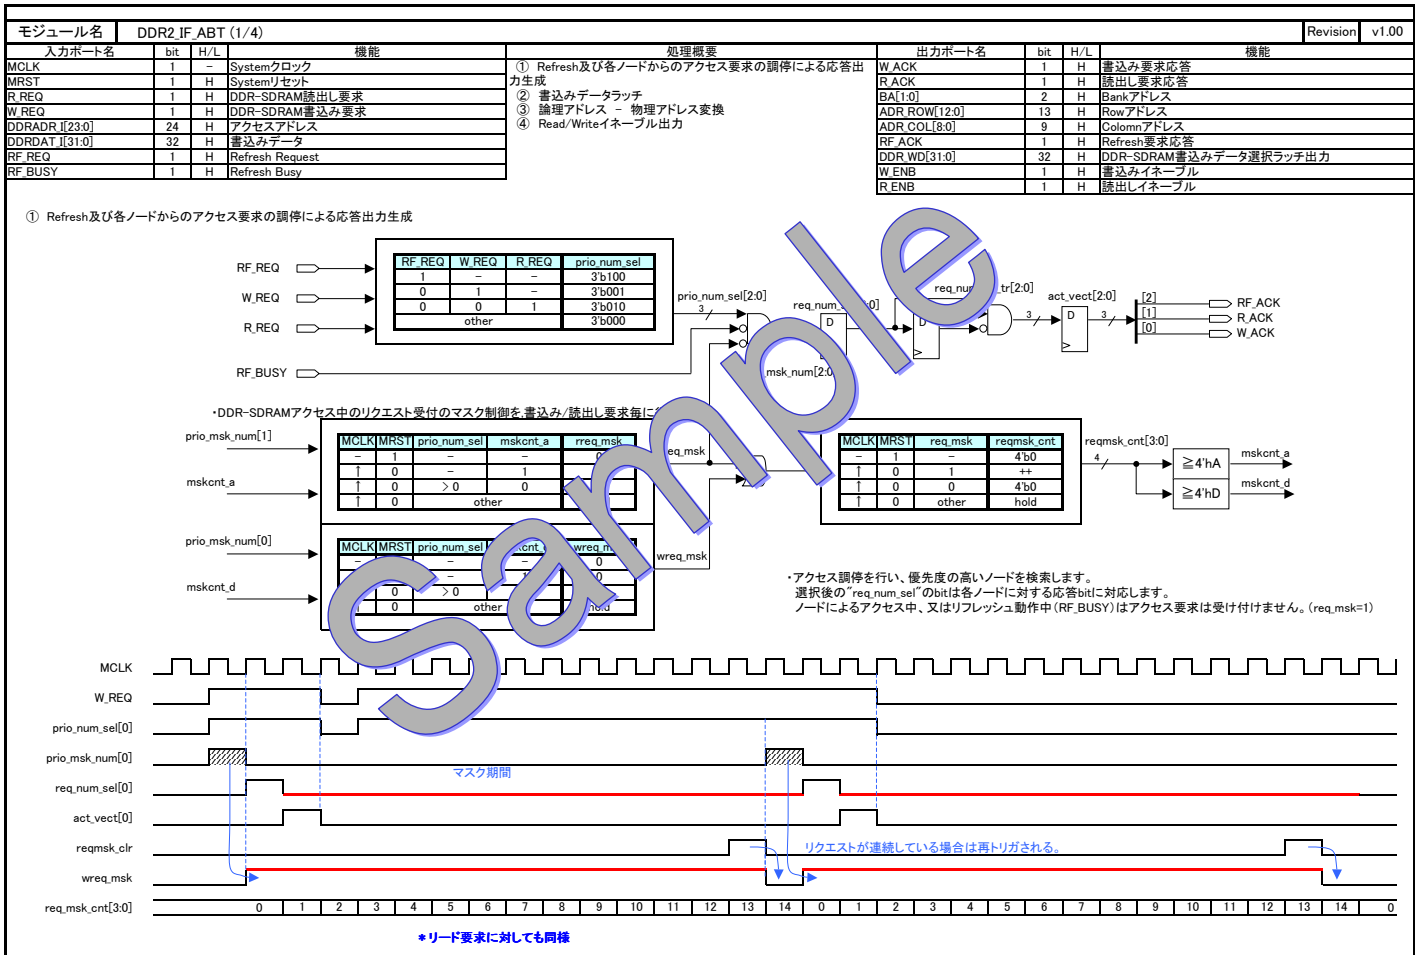 モジュール名 DDR2_IF_ABT (1/4) Revision v1.00
入力ポート名 bit H/L 機能 処理概要 出力ポート名 bit H/L 機能
MCLK 1 - Systemクロック
MRST 1 H Systemリセット
R_REQ 1 H DDR-SDRAM読出し要求
W_REQ 1 H DDR-SDRAM書込み要求
DDRADR_I[23:0] 24 H アクセスアドレス
DDRDAT_I[31:0] 32 H 書込みデータ
RF_REQ 1 H Refresh Request
RF_BUSY 1 H Refresh Busy
① Refresh及び各ノードからのアクセス要求の調停による応答出
力生成
② 書込みデータラッチ
③ 論理アドレス - 物理アドレス変換
④ Read/Writeイネーブル出力
W_ACK 1 H 書込み要求応答
R_ACK 1 H 読出し要求応答
BA[1:0] 2 H Bankアドレス
ADR_ROW[12:0] 13 H Rowアドレス
ADR_COL[8:0] 9 H Colomnアドレス
RF_ACK 1 H Refresh要求応答
DDR_WD[31:0] 32 H DDR-SDRAM書込みデータ選択ラッチ出力
W_ENB 1 H 書込みイネーブル
R_ENB 1 H 読出しイネーブル
① Refresh及び各ノードからのアクセス要求の調停による応答出力生成
RF_REQ
W_REQ
R_REQ
RF_BUSY
RF_REQ W_REQ R_REQ prio_num_sel
1 - - 3'b100
0 1 - 3'b001
0 0 1 3'b010
other 3'b000
prio_num_sel[2:0]
3
D
msk_num[2:0]
D
3
act_vect[2:0]
D
3
[2] RF_ACK
[1] R_ACK
[0] W_ACK
・DDR-SDRAMアクセス中のリクエスト受付のマスク制御を,書込み/読出し要求毎に
prio_msk_num[1]
mskcnt_a
MCLK MRST prio_num_sel mskcnt_a rreq_msk
- 1 - - 0
↑ 0 - 1
↑ 0 >0 0
↑ 0 other
prio_msk_num[0]
mskcnt_d
MCLK MRST prio_num_sel
- - 0
- 0
0 >0
0 other
wreq_msk
MCLK MRST req_msk reqmsk_cnt
- 1 - 4'b0
↑ 0 1 ++
↑ 0 0 4'b0
↑ 0 other hold
reqmsk_cnt[3:0]
4
≧4'hA mskcnt_a
≧4'hD mskcnt_d
・アクセス調停を行い、優先度の高いノードを検索します。
選択後の"req_num_sel"のbitは各ノードに対する応答bitに対応します。
ノードによるアクセス中、又はリフレッシュ動作中(RF_BUSY)はアクセス要求は受け付けません。(req_msk=1)
Sample
MCLK
W_REQ
prio_num_sel[0]
prio_msk_num[0]
マスク期間
req_num_sel[0]
act_vect[0]
reqmsk_clr
リクエストが連続している場合は再トリガされる。
wreq_msk
req_msk_cnt[3:0] 0 1 2 3 4 5 6 7 8 9 10 11 12 13 14 0 1 2 3 4 5 6 7 8 9 10 11 12 13 14 0
*リード要求に対しても同様